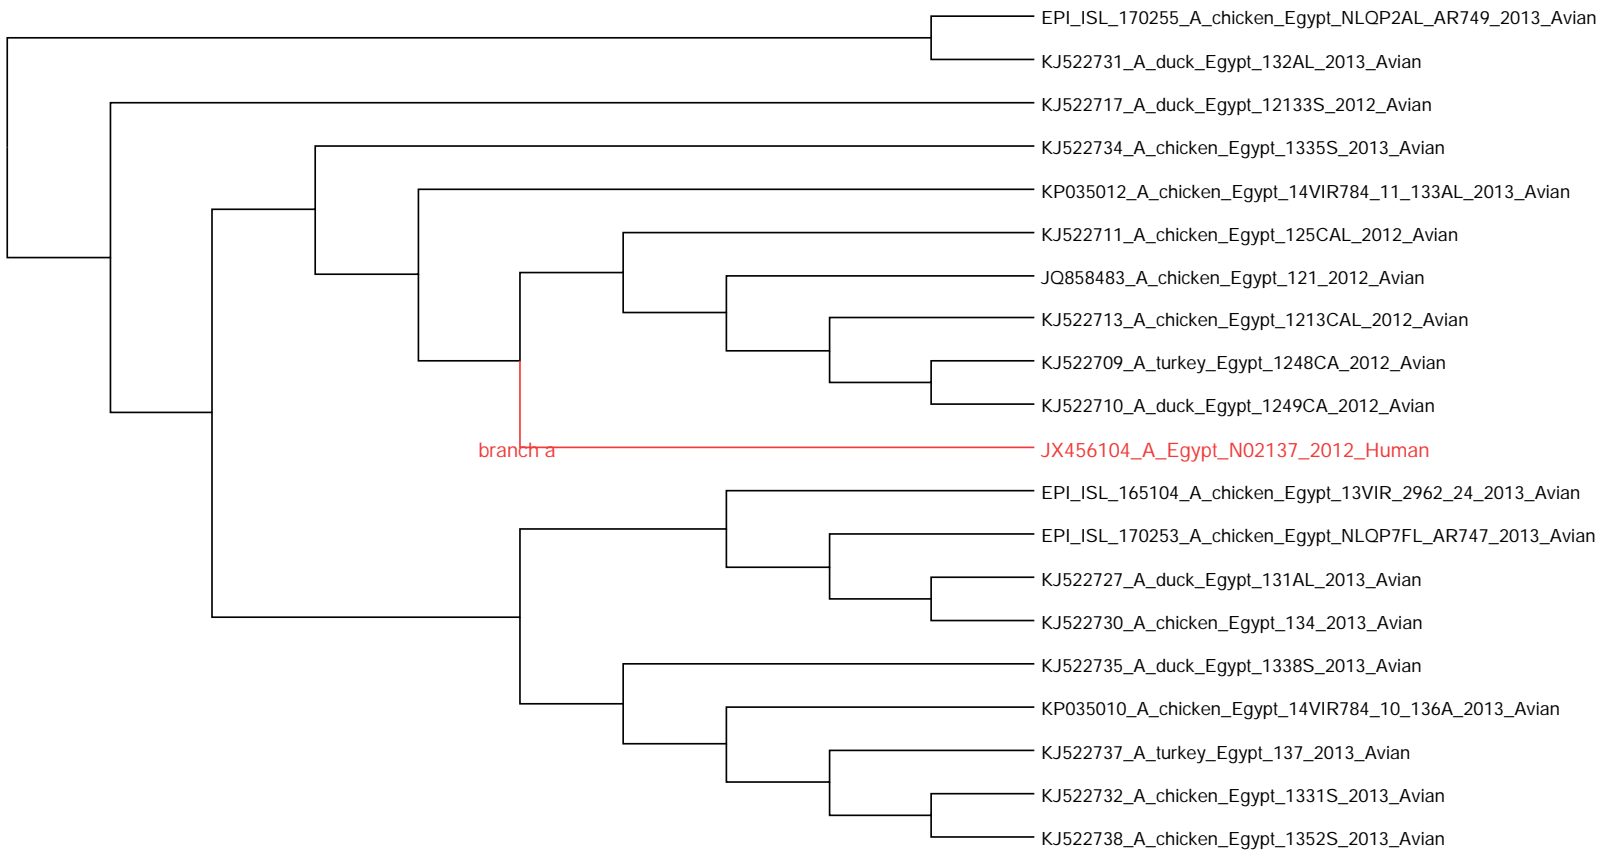 EPI_ISL_170255_A_chicken_Egypt_NLQP2AL_AR749_2013_Avian
KJ522731_A_duck_Egypt_132AL_2013_Avian
KJ522717_A_duck_Egypt_12133S_2012_Avian
KJ522734_A_chicken_Egypt_1335S_2013_Avian
KP035012_A_chicken_Egypt_14VIR784_11_133AL_2013_Avian
KJ522711_A_chicken_Egypt_125CAL_2012_Avian
JQ858483_A_chicken_Egypt_121_2012_Avian
KJ522713_A_chicken_Egypt_1213CAL_2012_Avian
KJ522709_A_turkey_Egypt_1248CA_2012_Avian
KJ522710_A_duck_Egypt_1249CA_2012_Avian
branch a
JX456104_A_Egypt_N02137_2012_Human
EPI_ISL_165104_A_chicken_Egypt_13VIR_2962_24_2013_Avian
EPI_ISL_170253_A_chicken_Egypt_NLQP7FL_AR747_2013_Avian
KJ522727_A_duck_Egypt_131AL_2013_Avian
KJ522730_A_chicken_Egypt_134_2013_Avian
KJ522735_A_duck_Egypt_1338S_2013_Avian
KP035010_A_chicken_Egypt_14VIR784_10_136A_2013_Avian
KJ522737_A_turkey_Egypt_137_2013_Avian
KJ522732_A_chicken_Egypt_1331S_2013_Avian
KJ522738_A_chicken_Egypt_1352S_2013_Avian